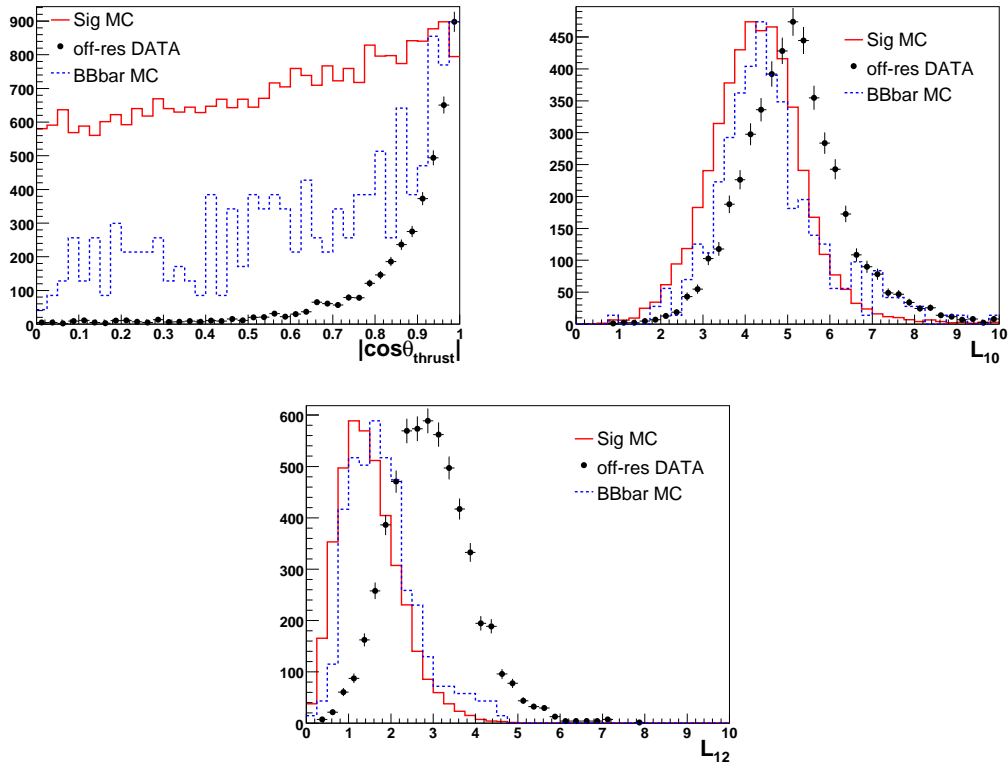 900
800
700
600
500
400
300
200
100
0
Sig MC
off-res DATA
BBbar MC
0 0.1 0.2 0.3 0.4 0.5 0.6 0.7 0.8 0.9 1
|cosθthrust|
450
400
350
300
250
200
150
100
50
0
Sig MC
off-res DATA
BBbar MC
0 1 2 3 4 5 6 7 8 9 10
L10
600
500
400
300
200
100
0
Sig MC
off-res DATA
BBbar MC
0 1 2 3 4 5 6 7 8 9 10
L12